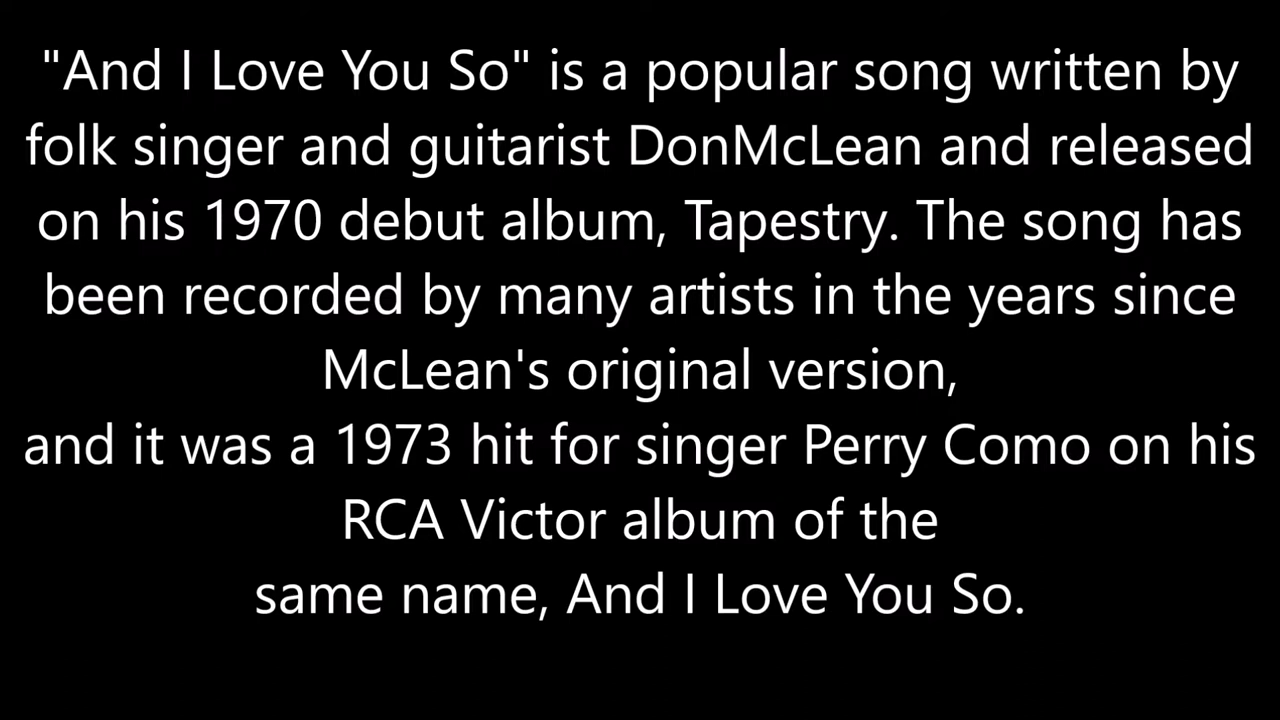 "And I Love You So" is a popular song written by
folk singer and guitarist DonMcLean and released
on his 1970 debut album, Tapestry. The song has
been recorded by many artists in the years since
McLean's original version,
and it was a 1973 hit for singer Perry Como on his
RCA Victor album of the
same name, And I Love You So.